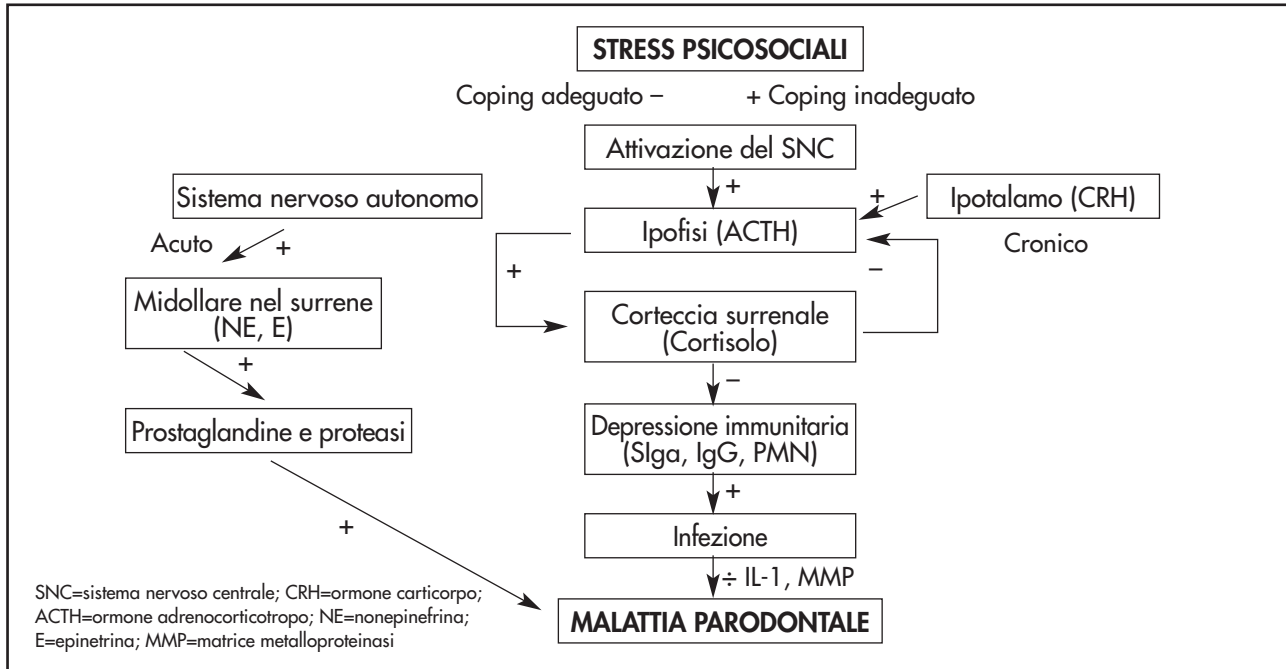 STRESS PSICOSOCIALI
Coping adeguato –
+ Coping inadeguato
Attivazione del SNC
+
Sistema nervoso autonomo
Ipotalamo (CRH)
+
Ipofisi (ACTH)
Acuto
+
Cronico
+
–
Midollare nel surrene
(NE, E)
Corteccia surrenale
(Cortisolo)
+
–
Prostaglandine e proteasi
Depressione immunitaria
(SIga, IgG, PMN)
+
+
Infezione
÷ IL-1, MMP
MALATTIA PARODONTALE
SNC=sistema nervoso centrale; CRH=ormone carticorpo;
ACTH=ormone adrenocorticotropo; NE=nonepinefrina;
E=epinetrina; MMP=matrice metalloproteinasi